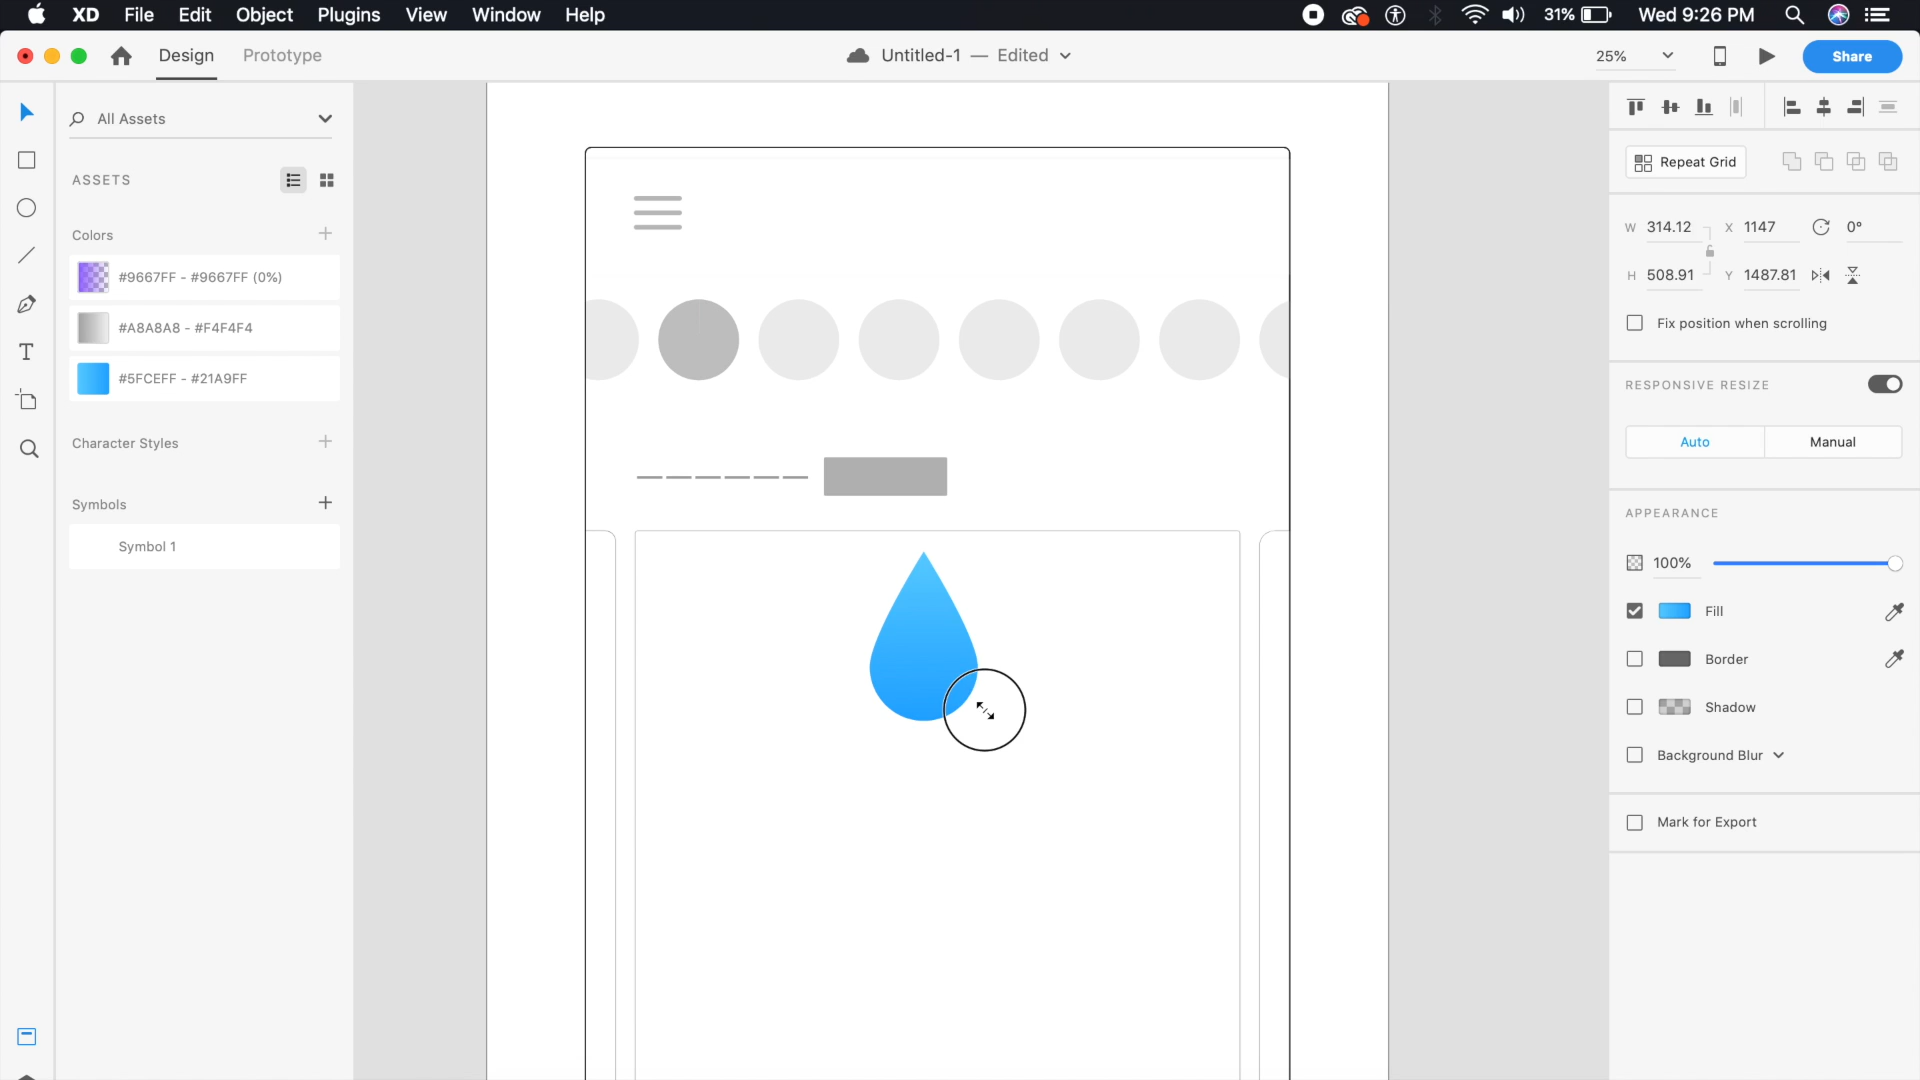 XD File Edit Object Plugins View Window Help 31% Wed 9:26 PM
Design Prototype Untitled-1 — Edited 25% Share
All Assets
ASSETS
Colors
#9667FF - #9667FF (0%)
#A8A8A8 - #F4F4F4
#5FCEFF - #21A9FF
Character Styles
Symbols
Symbol 1
T
Repeat Grid
W 314.12 X 1147 0°
H 508.91 Y 1487.81
Fix position when scrolling
RESPONSIVE RESIZE
Auto Manual
APPEARANCE
100%
Fill
Border
Shadow
Background Blur
Mark for Export